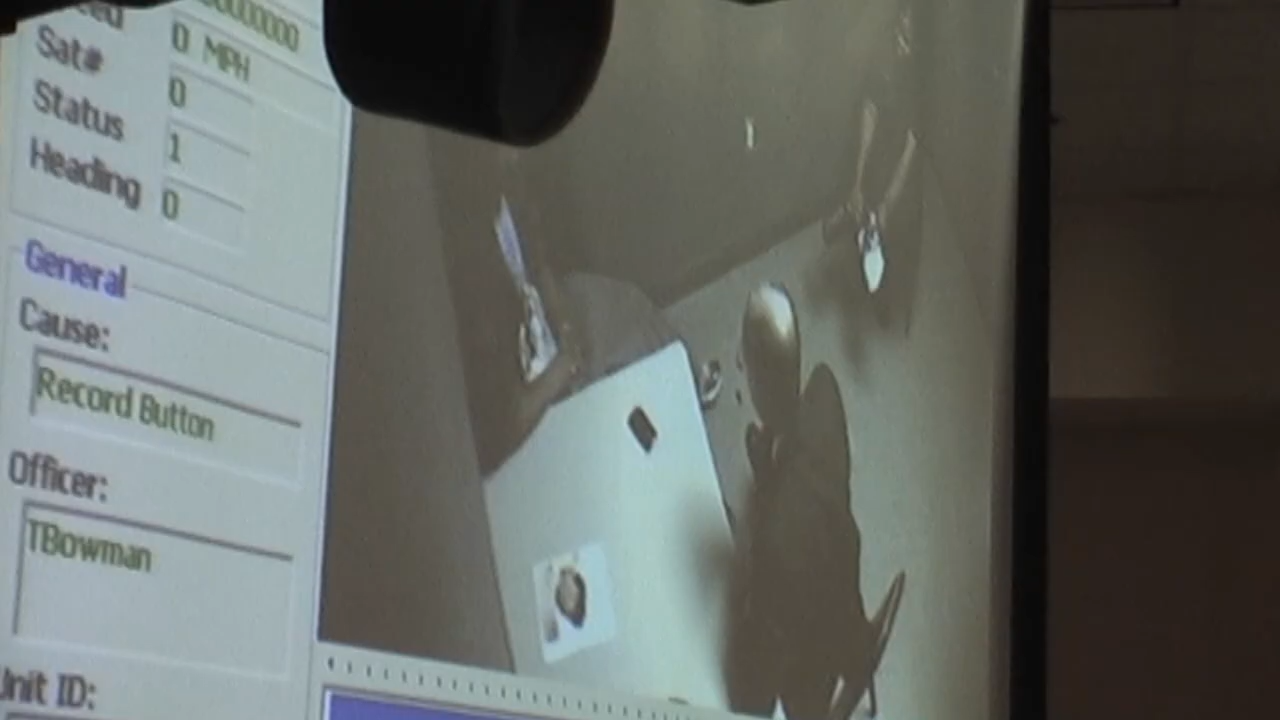 0 MPH
Sat#
0
Status
1
Heading
0
General
Cause:
Record Button
Officer:
TBowman
Unit ID: